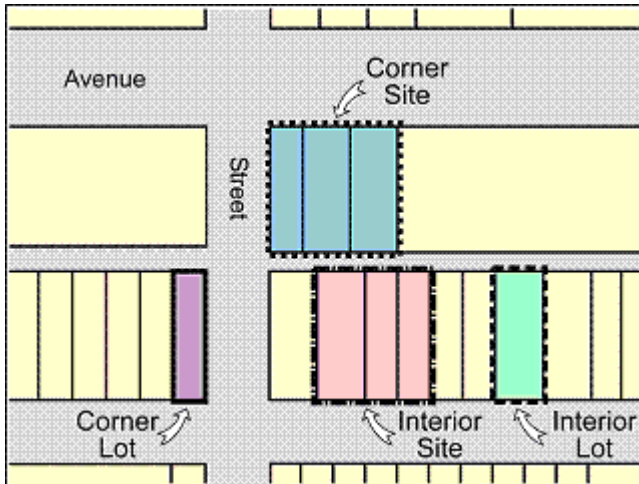 Avenue
Corner
Site
Street
Corner
Lot
Interior
Site
Interior
Lot